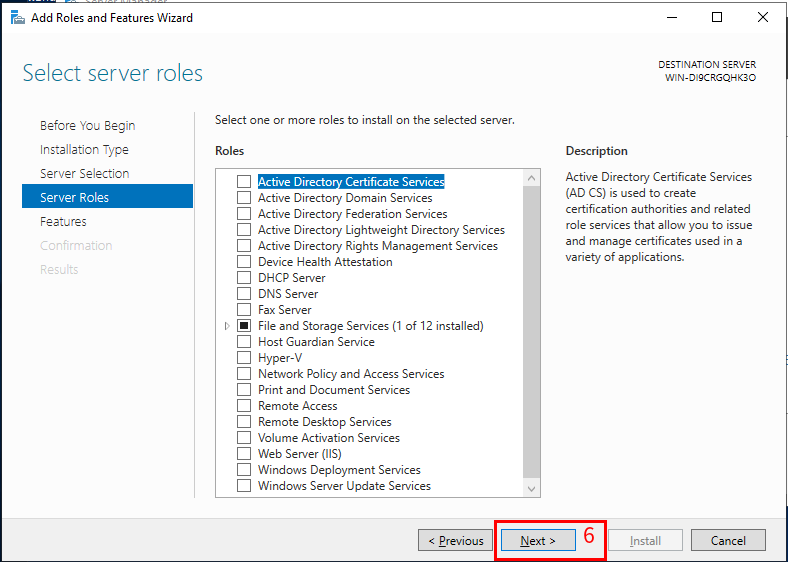 Server Manager
Add Roles and Features Wizard
Select server roles
DESTINATION SERVER
WIN-DI9CRGQHK3O
Before You Begin
Installation Type
Server Selection
Server Roles
Features
Confirmation
Results
Select one or more roles to install on the selected server.
Roles
Active Directory Certificate Services
Active Directory Domain Services
Active Directory Federation Services
Active Directory Lightweight Directory Services
Active Directory Rights Management Services
Device Health Attestation
DHCP Server
DNS Server
Fax Server
File and Storage Services (1 of 12 installed)
Host Guardian Service
Hyper-V
Network Policy and Access Services
Print and Document Services
Remote Access
Remote Desktop Services
Volume Activation Services
Web Server (IIS)
Windows Deployment Services
Windows Server Update Services
Description
Active Directory Certificate Services
(AD CS) is used to create
certification authorities and related
role services that allow you to issue
and manage certificates used in a
variety of applications.
< Previous
Next >
6
Install
Cancel